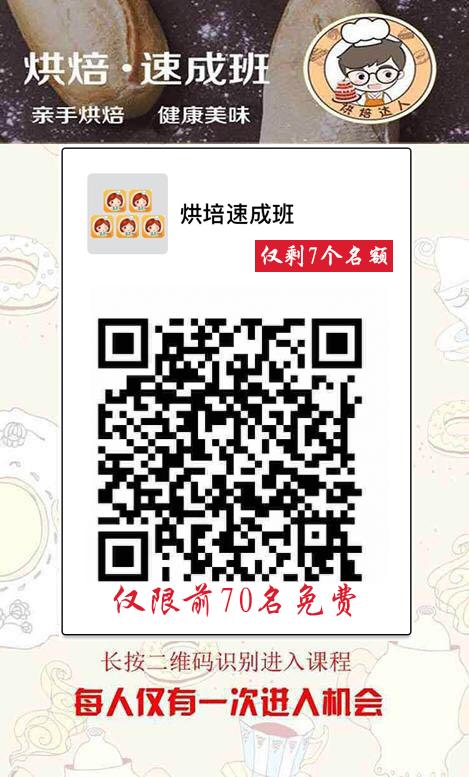 烘焙·速成班
亲手烘焙 健康美味
烘焙达人
烘培速成班
仅剩7个名额
仅限前70名免费
长按二维码识别进入课程
每人仅有一次进入机会